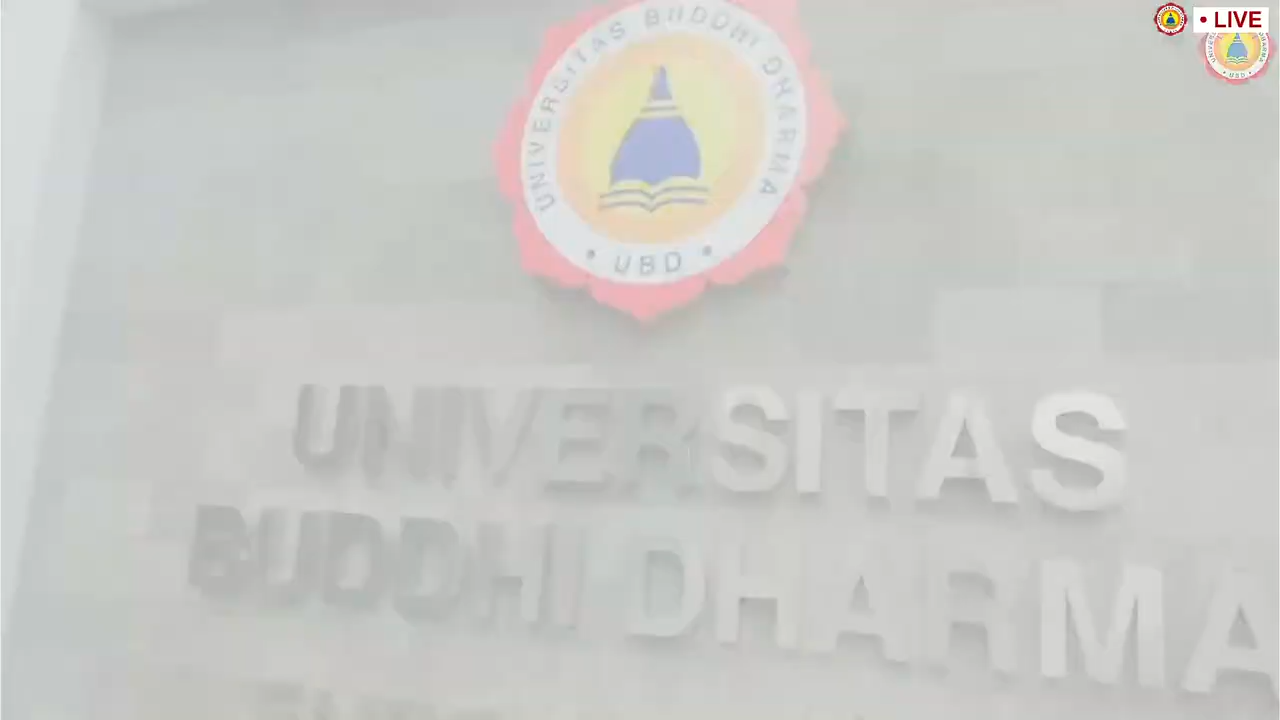 • LIVE
UNIVERSITAS BUDDHI DHARMA
• UBD •
UNIVERSITAS
BUDDHI DHARMA